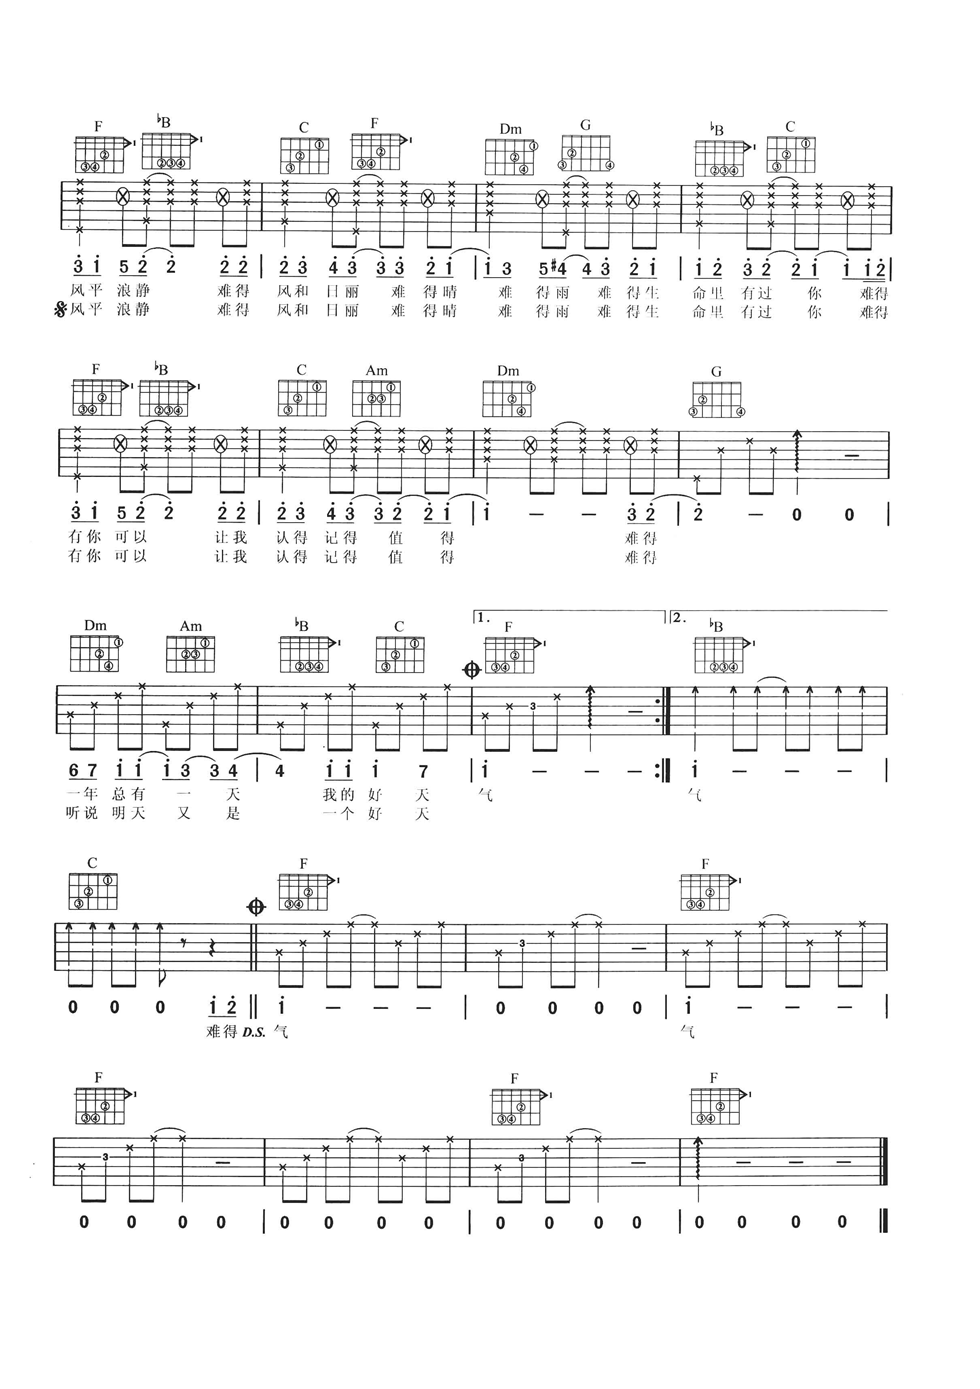 F ♭B C F Dm G ♭B C
3 1 5 2 2 2 2 | 2 3 4 3 3 3 2 1 | 1 3 5 #4 4 3 2 1 | 1 2 3 2 2 1 1 1 2 |
风平 浪静 难得 风和 日丽 难得晴 难 得雨 难 得生 命里 有过 你 难得
风平 浪静 难得 风和 日丽 难得晴 难 得雨 难 得生 命里 有过 你 难得
F ♭B C Am Dm G
3 1 5 2 2 2 2 | 2 3 4 3 3 2 2 1 | 1 – – 3 2 | 2 – 0 0 |
有你 可以 让我 认得 记得 值 得 难得
有你 可以 让我 认得 记得 值 得 难得
1. 2.
Dm Am ♭B C F ♭B
3
6 7 1 1 1 3 3 4 | 4 1 1 1 7 | 1 – – – :| 1 – – – |
一年 总有 一 天 我的 好 天 气 气
听说 明天 又 是 一个 好 天
C F F
3
0 0 0 1 2 || 1 – – – | 0 0 0 0 | 1 – – – |
难得 D.S. 气 气
F F F
3 3
0 0 0 0 | 0 0 0 0 | 0 0 0 0 | 0 0 0 0 ||